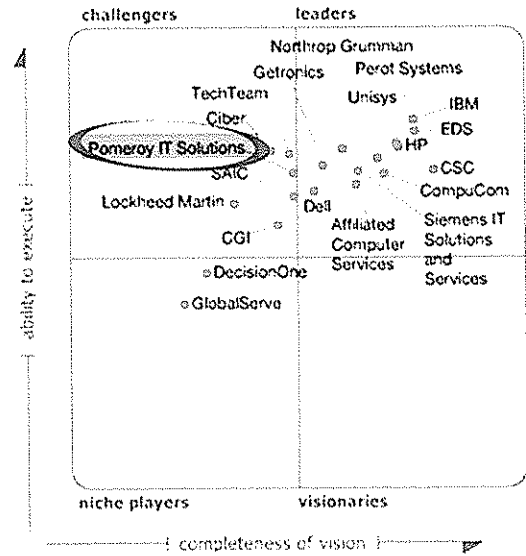 challengers
leaders
Northrop Grumman
Getronics
Perot Systems
TechTeam
Unisys
IBM
Ciber
EDS
Pomeroy IT Solutions
HP
SAIC
CSC
CompuCom
Lockheed Martin
Dell
CGI
Affiliated
Computer
Services
Siemens IT
Solutions
and
Services
DecisionOne
GlobalServe
ability to execute
niche players
visionaries
completeness of vision